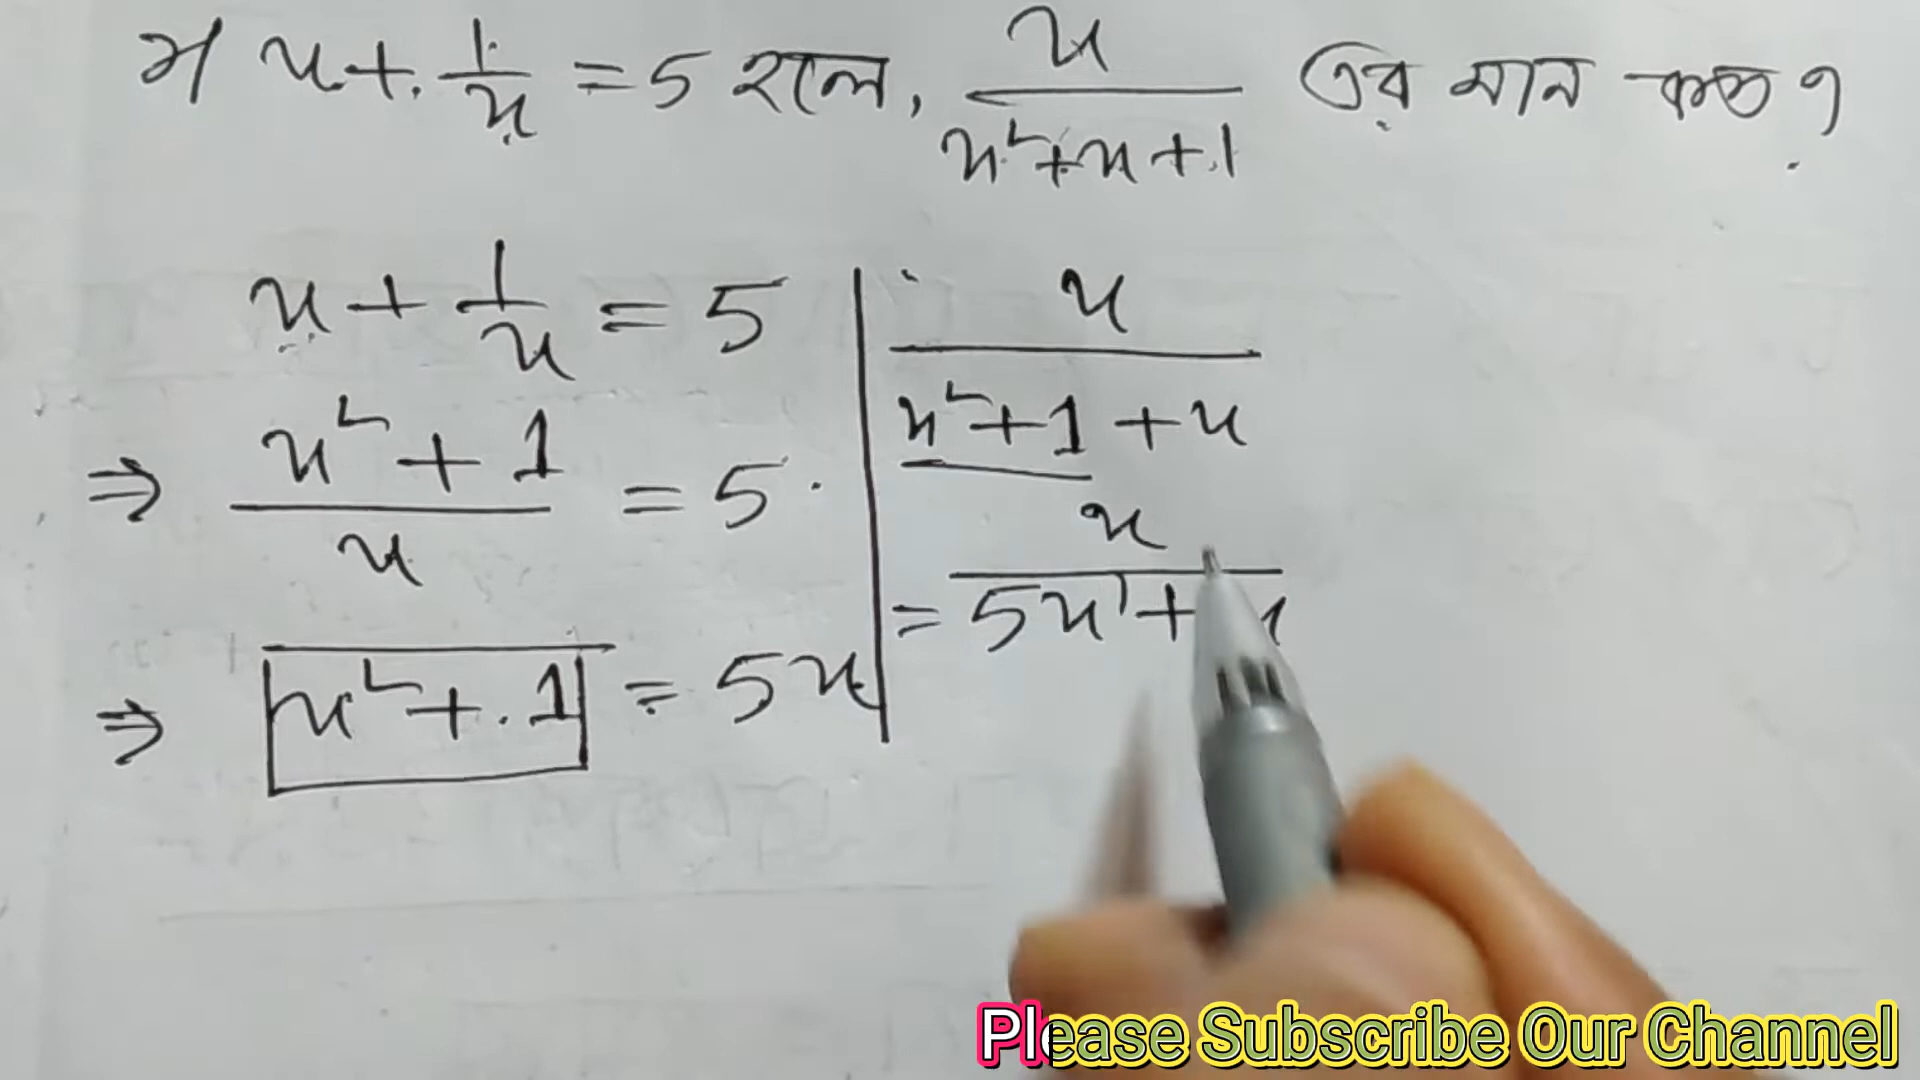 ১। x + 1/x = 5 হলে, x/(x² + x + 1) এর মান কত?
x + 1/x = 5
⇒ (x² + 1)/x = 5
⇒ x² + 1 = 5x
x/(x² + 1 + x)
= x/(5x + x)
Please Subscribe Our Channel